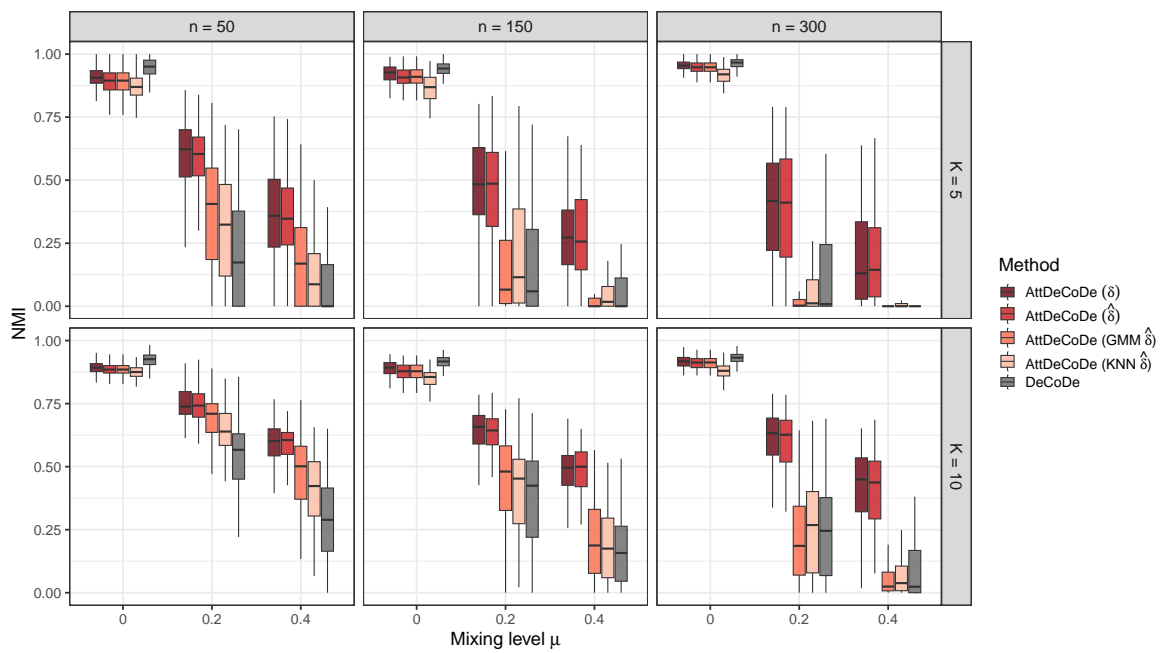 n = 50
n = 150
n = 300
1.00
0.75
0.50
0.25
0.00
K = 5
NMI
1.00
0.75
0.50
0.25
0.00
K = 10
0
0.2
0.4
0
0.2
0.4
0
0.2
0.4
Mixing level μ
Method
AttDeCoDe (δ)
AttDeCoDe (δ̂)
AttDeCoDe (GMM δ̂)
AttDeCoDe (KNN δ̂)
DeCoDe